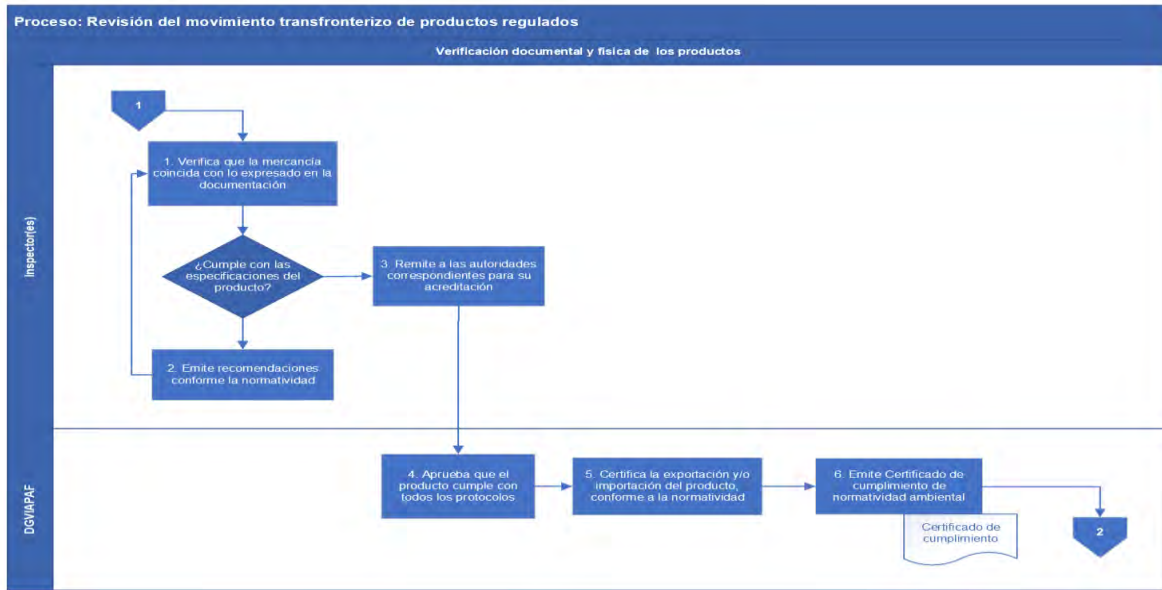 Proceso: Revisión del movimiento transfronterizo de productos regulados
Verificación documental y física de los productos
Inspector(es)
1
1. Verifica que la mercancía
coincida con lo expresado en la
documentación
¿Cumple con las
especificaciones del
producto?
3. Remite a las autoridades
correspondientes para su
acreditación
2. Emite recomendaciones
conforme la normatividad
DGVIAPAF
4. Aprueba que el
producto cumple con
todos los protocolos
5. Certifica la exportación y/o
importación del producto,
conforme a la normatividad
6. Emite Certificado de
cumplimiento de
normatividad ambiental
Certificado de
cumplimiento
2